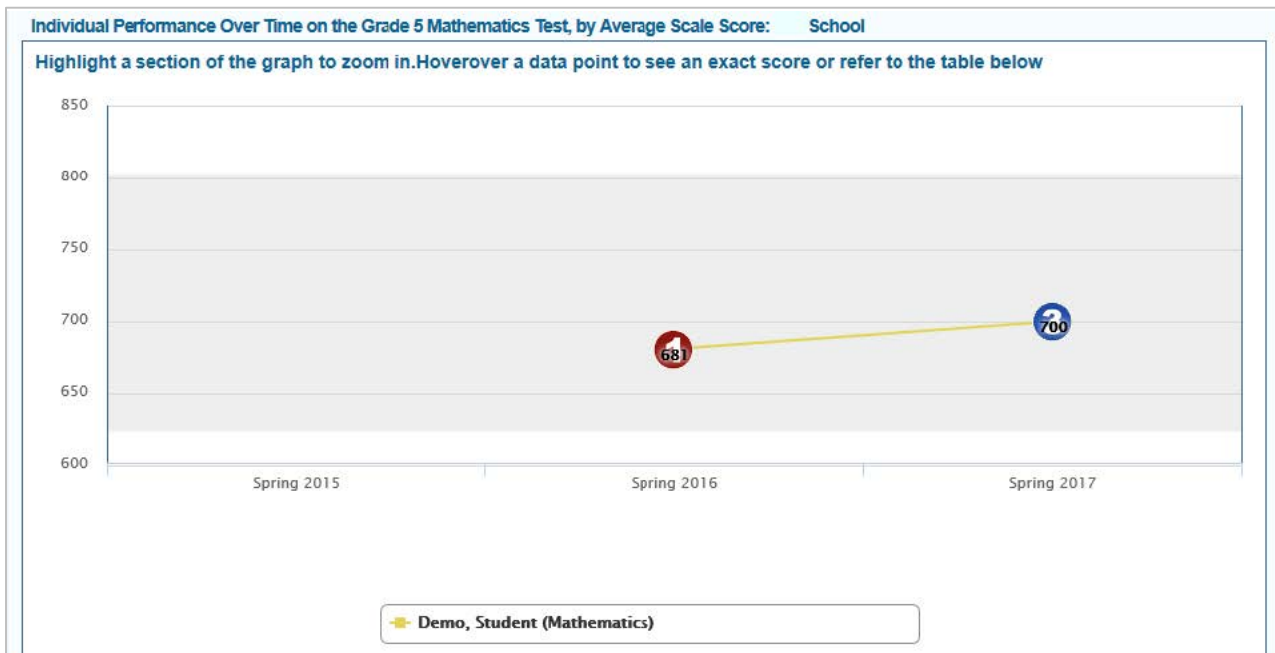 Individual Performance Over Time on the Grade 5 Mathematics Test, by Average Scale Score: School
Highlight a section of the graph to zoom in.Hoverover a data point to see an exact score or refer to the table below
850
800
750
700
650
600
1
681
2
700
Spring 2015 Spring 2016 Spring 2017
Demo, Student (Mathematics)